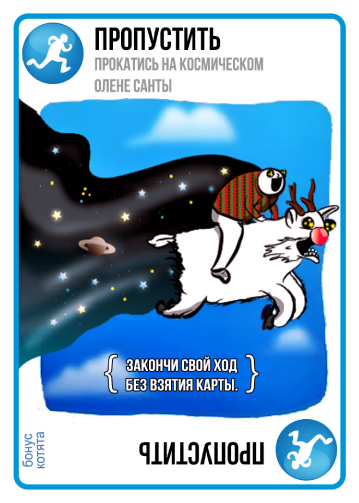 ПРОПУСТИТЬ
ПРОКАТИСЬ НА КОСМИЧЕСКОМ
ОЛЕНЕ САНТЫ
{ ЗАКОНЧИ СВОЙ ХОД
БЕЗ ВЗЯТИЯ КАРТЫ. }
бонус
котята
ПРОПУСТИТЬ